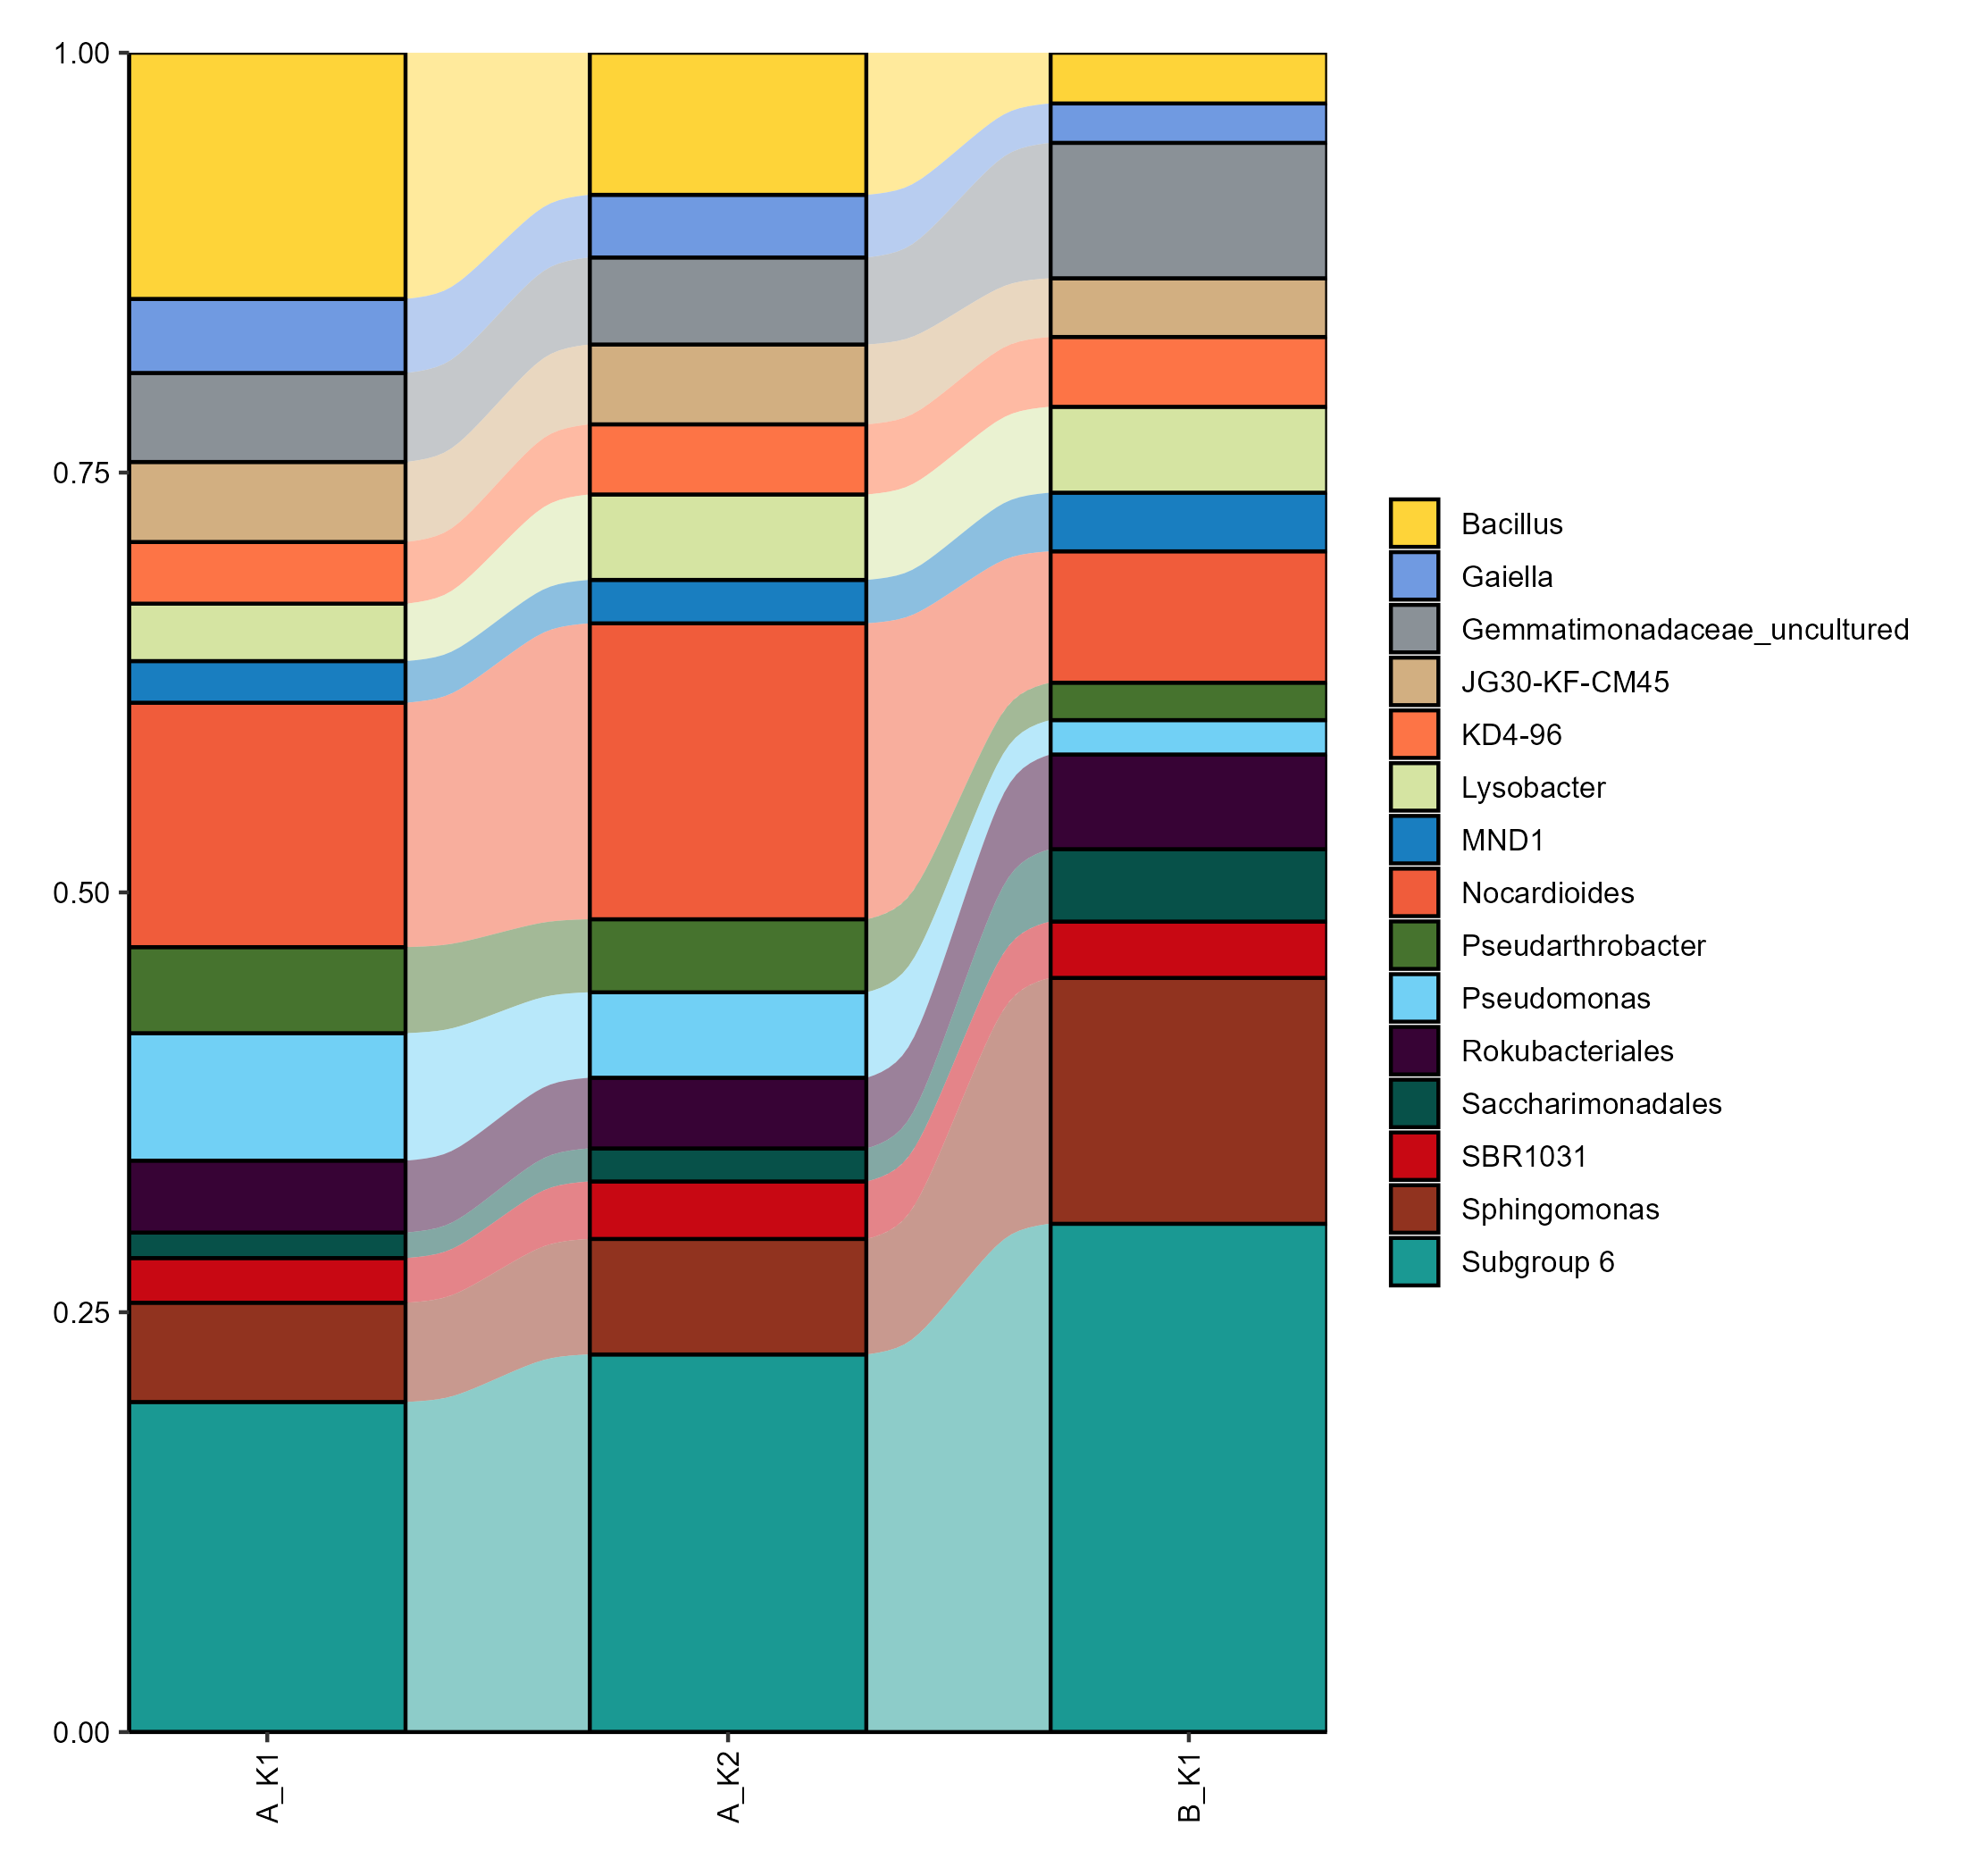 1.00
0.75
0.50
0.25
0.00
A_K1
A_K2
B_K1
Bacillus
Gaiella
Gemmatimonadaceae_uncultured
JG30-KF-CM45
KD4-96
Lysobacter
MND1
Nocardioides
Pseudarthrobacter
Pseudomonas
Rokubacteriales
Saccharimonadales
SBR1031
Sphingomonas
Subgroup 6